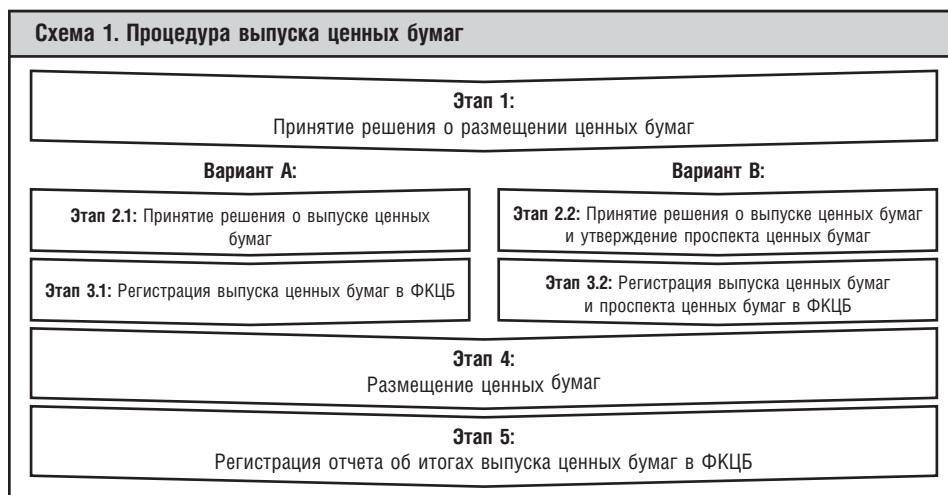 Схема 1. Процедура выпуска ценных бумаг
Этап 1:
Принятие решения о размещении ценных бумаг
Вариант А:
Этап 2.1: Принятие решения о выпуске ценных
бумаг
Этап 3.1: Регистрация выпуска ценных бумаг в ФКЦБ
Вариант В:
Этап 2.2: Принятие решения о выпуске ценных бумаг
и утверждение проспекта ценных бумаг
Этап 3.2: Регистрация выпуска ценных бумаг
и проспекта ценных бумаг в ФКЦБ
Этап 4:
Размещение ценных бумаг
Этап 5:
Регистрация отчета об итогах выпуска ценных бумаг в ФКЦБ